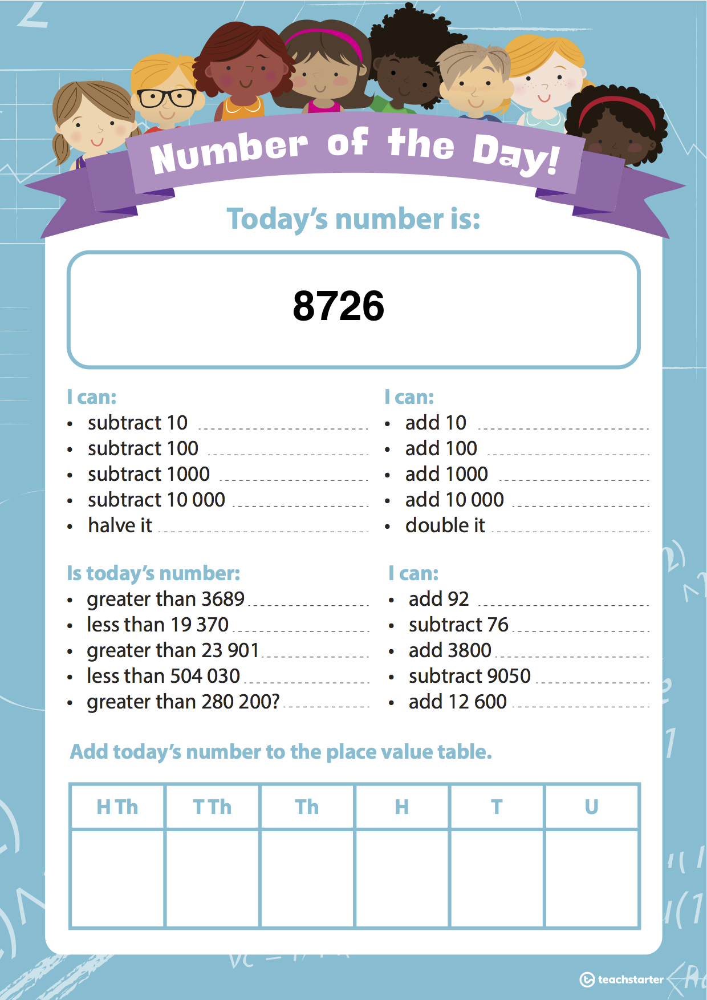 Number of the Day!
Today's number is:
8726
I can:
• subtract 10
• subtract 100
• subtract 1000
• subtract 10 000
• halve it
I can:
• add 10
• add 100
• add 1000
• add 10 000
• double it
Is today's number:
• greater than 3689
• less than 19 370
• greater than 23 901
• less than 504 030
• greater than 280 200?
I can:
• add 92
• subtract 76
• add 3800
• subtract 9050
• add 12 600
Add today's number to the place value table.
H Th T Th Th H T U
teachstarter